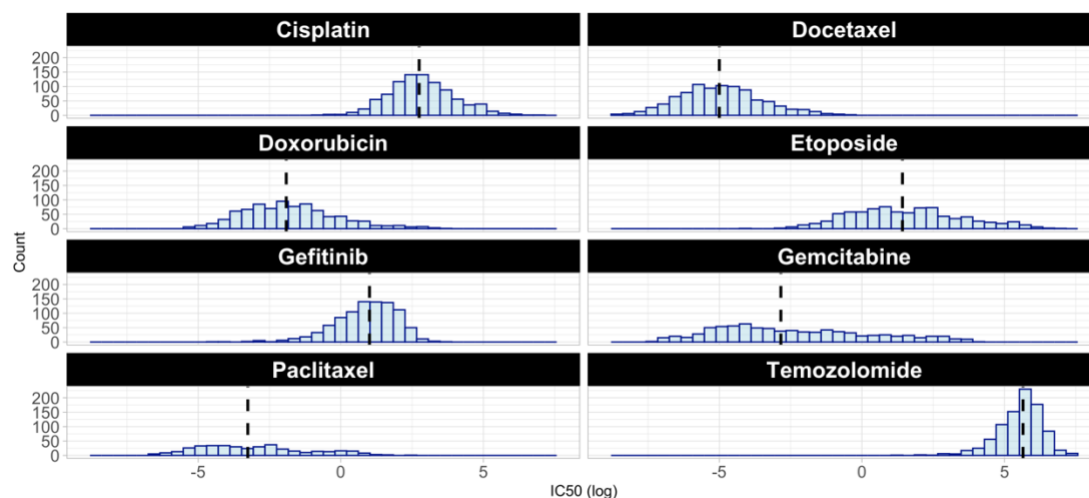 Cisplatin Docetaxel
200
150
100
50
0
Doxorubicin Etoposide
200
150
100
50
0
Gefitinib Gemcitabine
200
150
100
50
0
Paclitaxel Temozolomide
200
150
100
50
0
-5 0 5 -5 0 5
Count
IC50 (log)